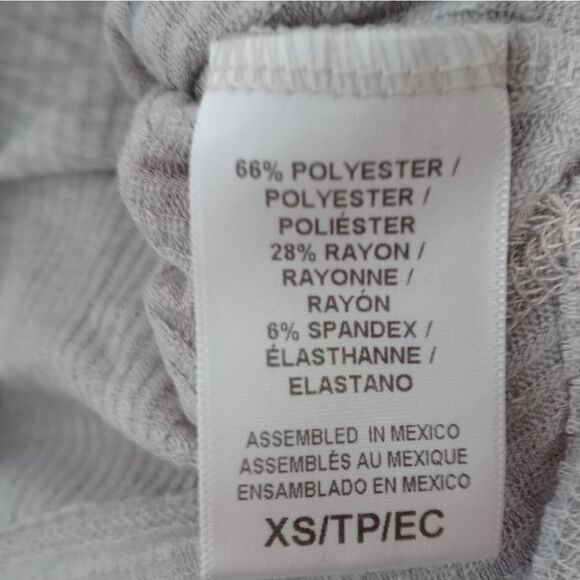 66% POLYESTER /
POLYESTER /
POLIÉSTER
28% RAYON /
RAYONNE /
RAYÓN
6% SPANDEX /
ÉLASTHANNE /
ELASTANO
ASSEMBLED IN MEXICO
ASSEMBLÉS AU MEXIQUE
ENSAMBLADO EN MEXICO
XS/TP/EC